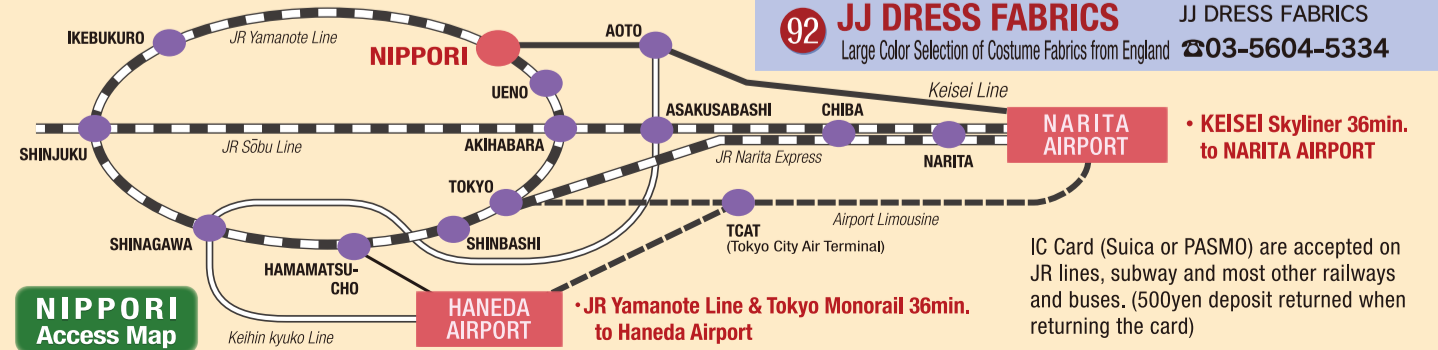 92
JJ DRESS FABRICS
Large Color Selection of Costume Fabrics from England
JJ DRESS FABRICS
☎03-5604-5334
IKEBUKURO
JR Yamanote Line
NIPPORI
AOTO
UENO
Keisei Line
SHINJUKU
JR Sōbu Line
AKIHABARA
ASAKUSABASHI
CHIBA
JR Narita Express
NARITA
NARITA
AIRPORT
• KEISEI Skyliner 36min.
to NARITA AIRPORT
TOKYO
SHINAGAWA
SHINBASHI
TCAT
(Tokyo City Air Terminal)
Airport Limousine
HAMAMATSU-
CHO
HANEDA
AIRPORT
• JR Yamanote Line & Tokyo Monorail 36min.
to Haneda Airport
Keihin kyuko Line
NIPPORI
Access Map
IC Card (Suica or PASMO) are accepted on
JR lines, subway and most other railways
and buses. (500yen deposit returned when
returning the card)